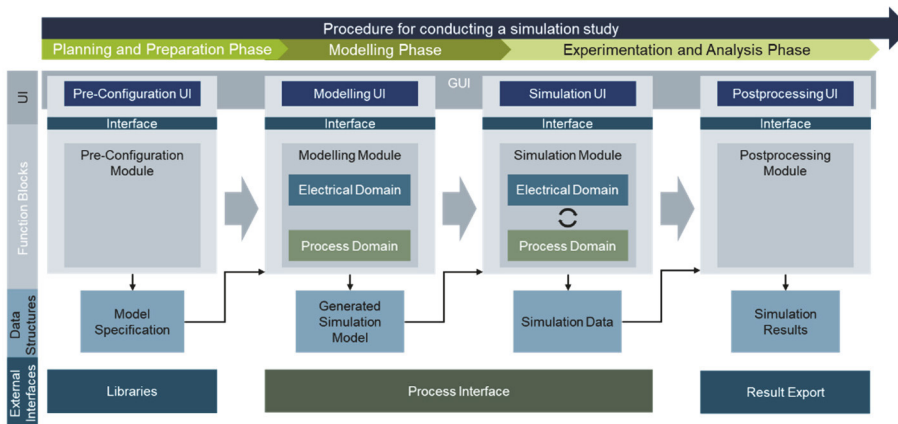 Procedure for conducting a simulation study
Planning and Preparation Phase
Modelling Phase
Experimentation and Analysis Phase
UI
GUI
Pre-Configuration UI
Modelling UI
Simulation UI
Postprocessing UI
Interface
Interface
Interface
Interface
Function Blocks
Pre-Configuration
Module
Modelling Module
Electrical Domain
Process Domain
Simulation Module
Electrical Domain
Process Domain
Postprocessing
Module
Data
Structures
Model
Specification
Generated
Simulation
Model
Simulation Data
Simulation
Results
External
Interfaces
Libraries
Process Interface
Result Export